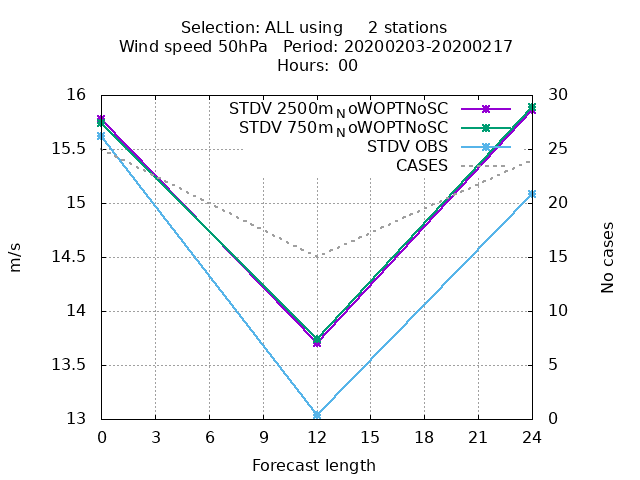 Selection: ALL using     2 stations
Wind speed 50hPa   Period: 20200203-20200217
Hours:  00
16 30
STDV 2500m_NoWOPTNoSC
STDV 750m_NoWOPTNoSC
STDV OBS
CASES
15.5 25
15 20
14.5 15
14 10
13.5 5
13 0
m/s
No cases
0 3 6 9 12 15 18 21 24
Forecast length